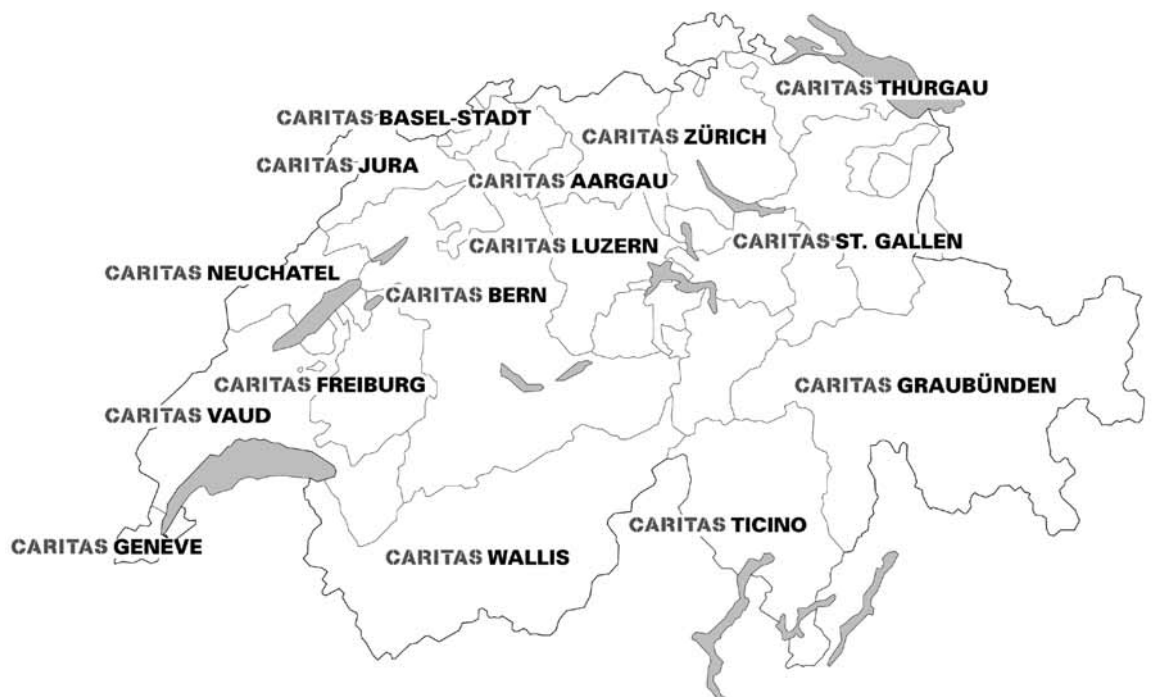 CARITAS THURGAU
CARITAS BASEL-STADT
CARITAS ZÜRICH
CARITAS JURA
CARITAS AARGAU
CARITAS LUZERN
CARITAS ST. GALLEN
CARITAS NEUCHATEL
CARITAS BERN
CARITAS FREIBURG
CARITAS GRAUBÜNDEN
CARITAS VAUD
CARITAS TICINO
CARITAS GENEVE
CARITAS WALLIS